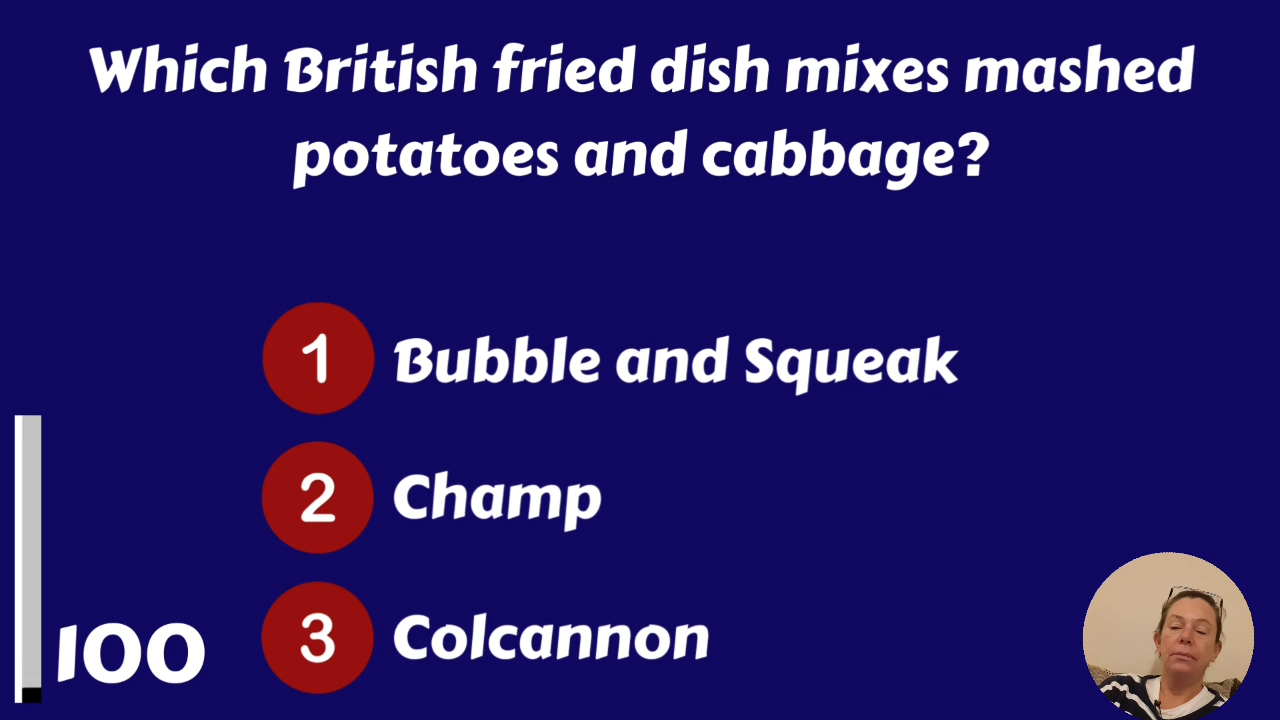 Which British fried dish mixes mashed
potatoes and cabbage?
1 Bubble and Squeak
2 Champ
3 Colcannon
100